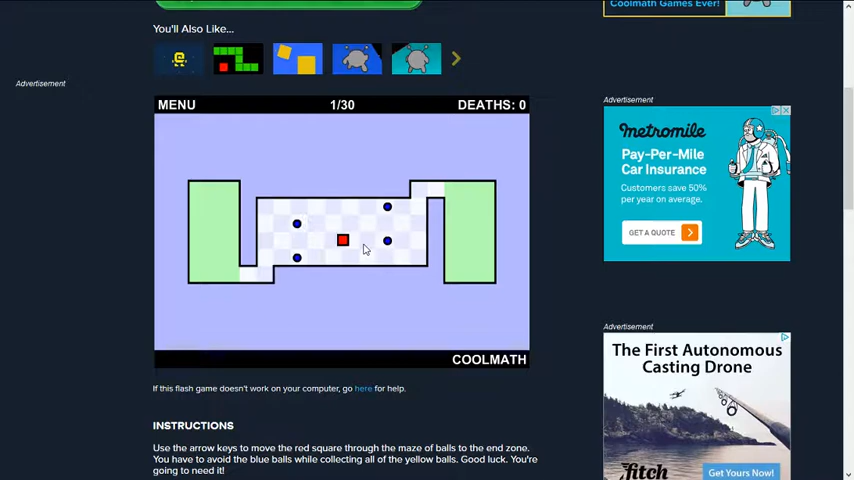 Coolmath Games Ever!
You'll Also Like...
Advertisement
MENU 1/30 DEATHS: 0
COOLMATH
If this flash game doesn't work on your computer, go here for help.
INSTRUCTIONS
Use the arrow keys to move the red square through the maze of balls to the end zone.
You have to avoid the blue balls while collecting all of the yellow balls. Good luck. You're
going to need it!
Advertisement
metromile
Pay-Per-Mile
Car Insurance
Customers save 50%
per year on average.
GET A QUOTE
Advertisement
The First Autonomous
Casting Drone
fitch
Get Yours Now!